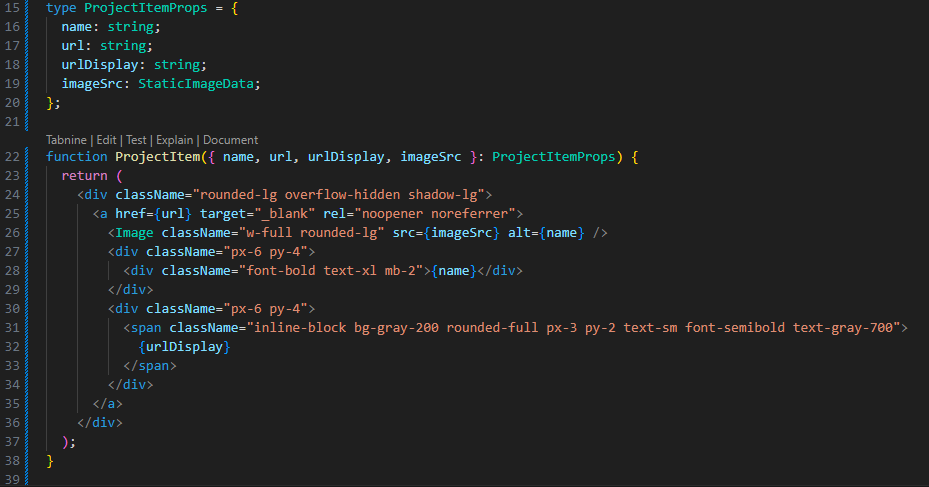 15 type ProjectItemProps = {
16   name: string;
17   url: string;
18   urlDisplay: string;
19   imageSrc: StaticImageData;
20 };
21
Tabnine | Edit | Test | Explain | Document
22 function ProjectItem({ name, url, urlDisplay, imageSrc }: ProjectItemProps) {
23   return (
24     <div className="rounded-lg overflow-hidden shadow-lg">
25       <a href={url} target="_blank" rel="noopener noreferrer">
26         <Image className="w-full rounded-lg" src={imageSrc} alt={name} />
27         <div className="px-6 py-4">
28           <div className="font-bold text-xl mb-2">{name}</div>
29         </div>
30         <div className="px-6 py-4">
31           <span className="inline-block bg-gray-200 rounded-full px-3 py-2 text-sm font-semibold text-gray-700">
32             {urlDisplay}
33           </span>
34         </div>
35       </a>
36     </div>
37   );
38 }
39